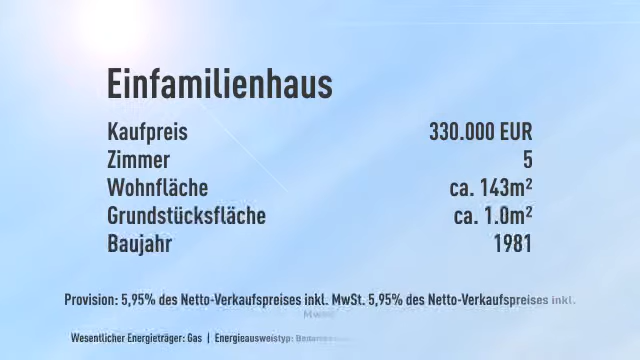 Einfamilienhaus
Kaufpreis 330.000 EUR
Zimmer 5
Wohnfläche ca. 143m²
Grundstücksfläche ca. 1.0m²
Baujahr 1981
Provision: 5,95% des Netto-Verkaufspreises inkl. MwSt. 5,95% des Netto-Verkaufspreises inkl.
Wesentlicher Energieträger: Gas | Energieausweistyp: